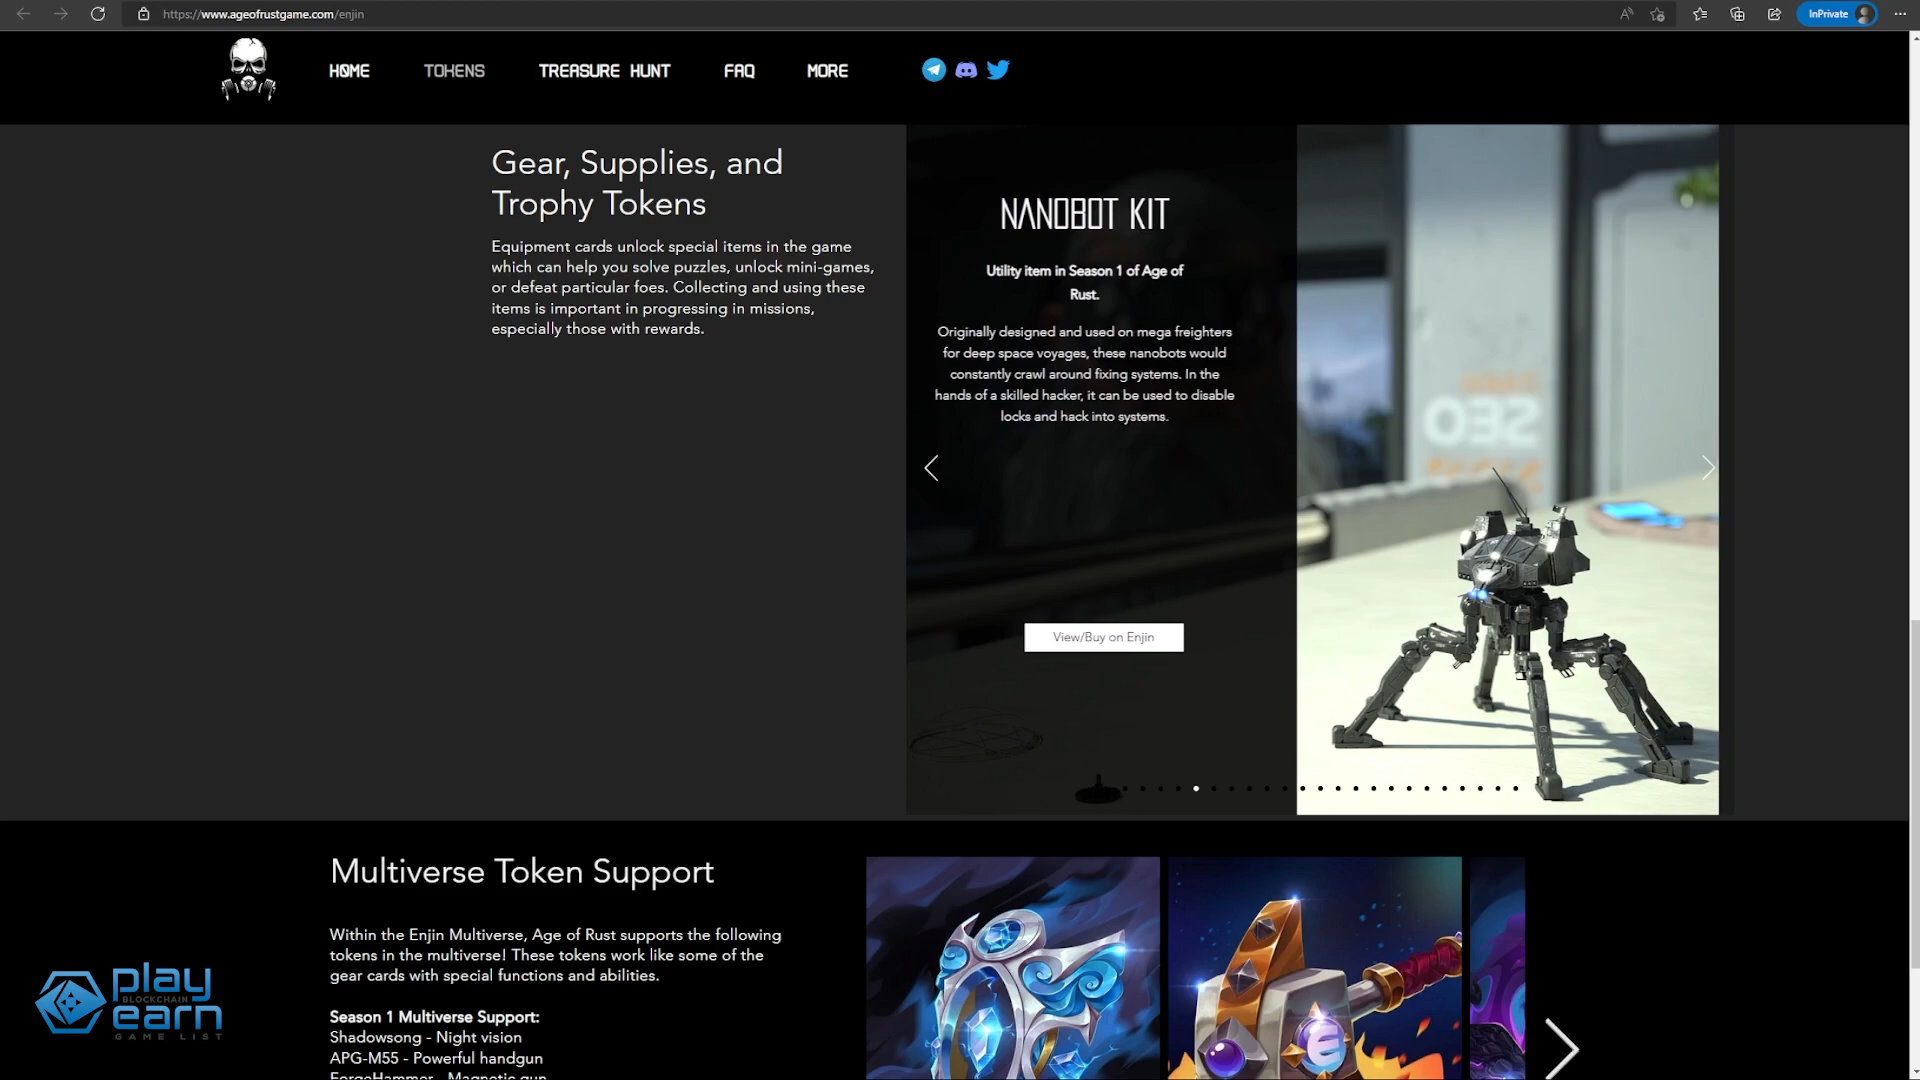 https://www.ageofrustgame.com/enjin
InPrivate
HOME
TOKENS
TREASURE HUNT
FAQ
MORE
Gear, Supplies, and
Trophy Tokens
Equipment cards unlock special items in the game
which can help you solve puzzles, unlock mini-games,
or defeat particular foes. Collecting and using these
items is important in progressing in missions,
especially those with rewards.
NANOBOT KIT
Utility item in Season 1 of Age of
Rust.
Originally designed and used on mega freighters
for deep space voyages, these nanobots would
constantly crawl around fixing systems. In the
hands of a skilled hacker, it can be used to disable
locks and hack into systems.
View/Buy on Enjin
032
Multiverse Token Support
Within the Enjin Multiverse, Age of Rust supports the following
tokens in the multiverse! These tokens work like some of the
gear cards with special functions and abilities.
Season 1 Multiverse Support:
Shadowsong - Night vision
APG-M55 - Powerful handgun
ForgeHammer - Magnetic gun
play
BLOCKCHAIN
earn
GAME LIST